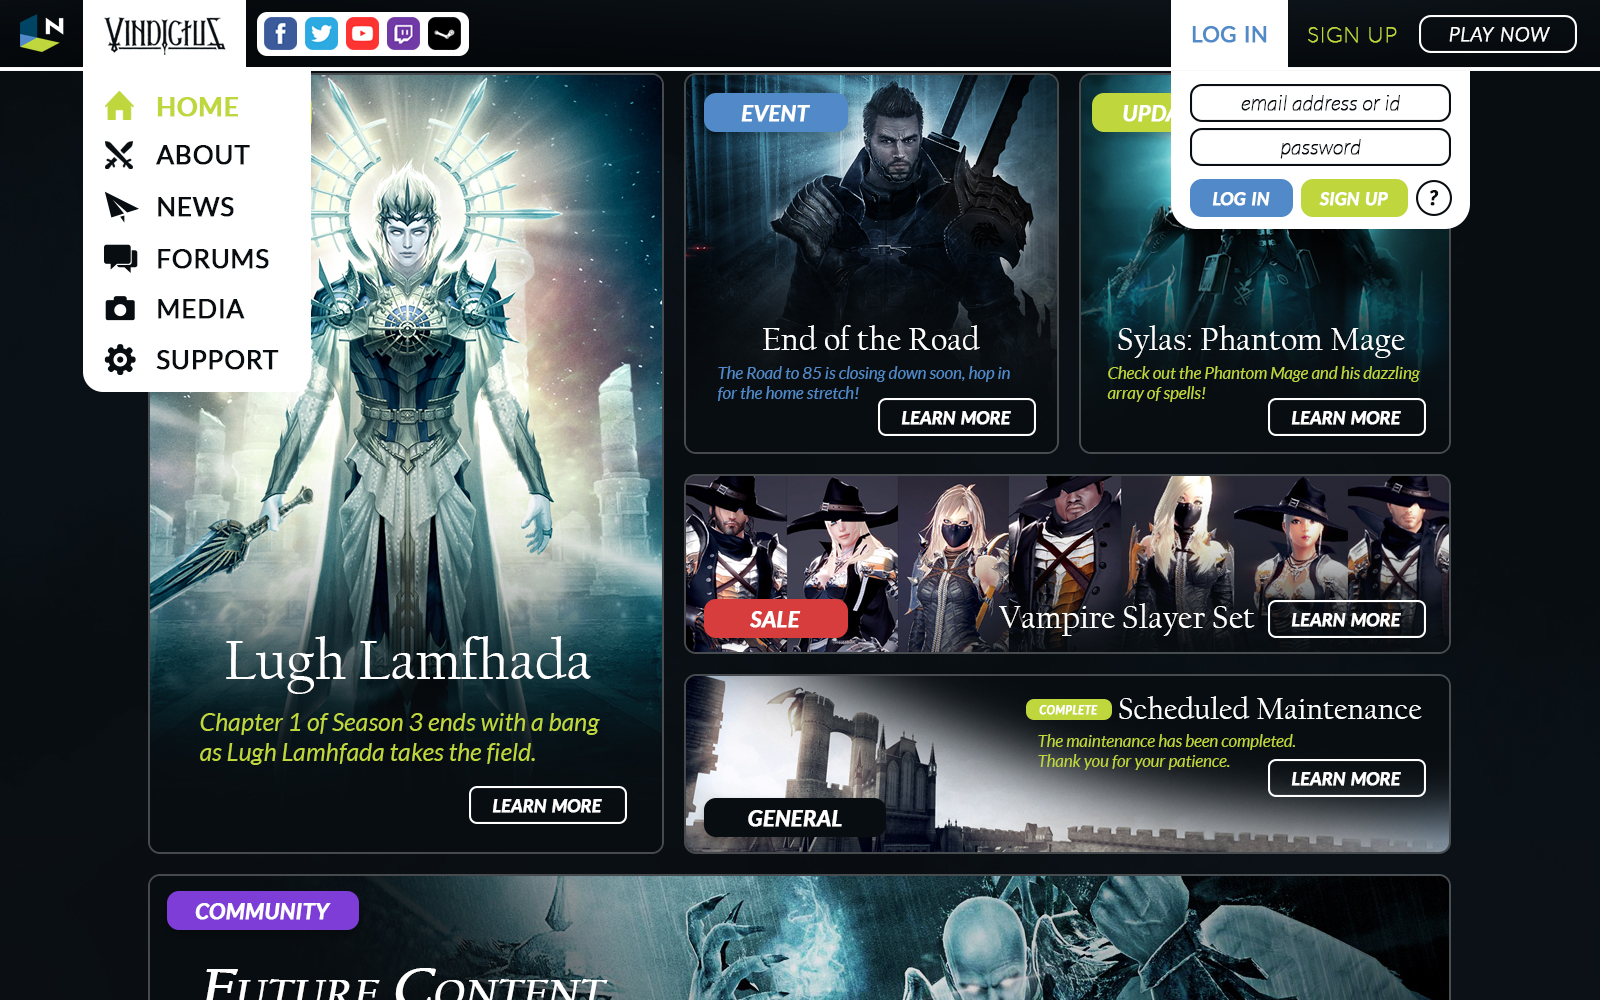 N
VINDICTUS
LOG IN
SIGN UP
PLAY NOW
HOME
ABOUT
NEWS
FORUMS
MEDIA
SUPPORT
email address or id
password
LOG IN
SIGN UP
?
Lugh Lamfhada
Chapter 1 of Season 3 ends with a bang
as Lugh Lamhfada takes the field.
LEARN MORE
EVENT
End of the Road
The Road to 85 is closing down soon, hop in
for the home stretch!
LEARN MORE
UPDA
Sylas: Phantom Mage
Check out the Phantom Mage and his dazzling
array of spells!
LEARN MORE
SALE
Vampire Slayer Set
LEARN MORE
COMPLETE
Scheduled Maintenance
The maintenance has been completed.
Thank you for your patience.
LEARN MORE
GENERAL
COMMUNITY
FUTURE CONTENT